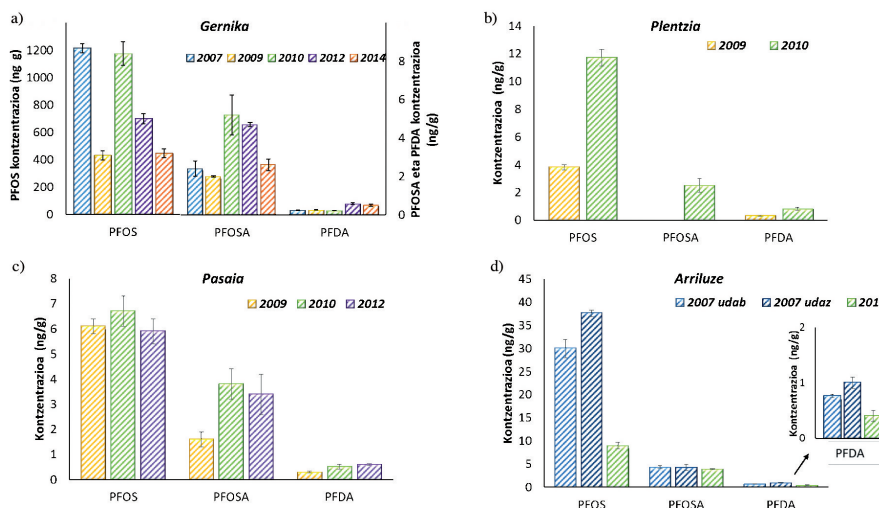 a)
Gernika
PFOS kontzentrazioa (ng g)
1200
1000
800
600
400
200
0
2007 2009 2010 2012 2014
8
6
4
2
0
PFOSA eta PFDA kontzentrazioa
(ng/g)
PFOS PFOSA PFDA
b)
Plentzia
Kontzentrazioa (ng/g)
14
12
10
8
6
4
2
0
2009 2010
PFOS PFOSA PFDA
c)
Pasaia
Kontzentrazioa (ng/g)
8
7
6
5
4
3
2
1
0
2009 2010 2012
PFOS PFOSA PFDA
d)
Arriluze
Kontzentrazioa (ng/g)
45
40
35
30
25
20
15
10
5
0
2007 udab 2007 udaz 201
PFOS PFOSA PFDA
Kontzentrazioa (ng/g)
2
1
0
PFDA